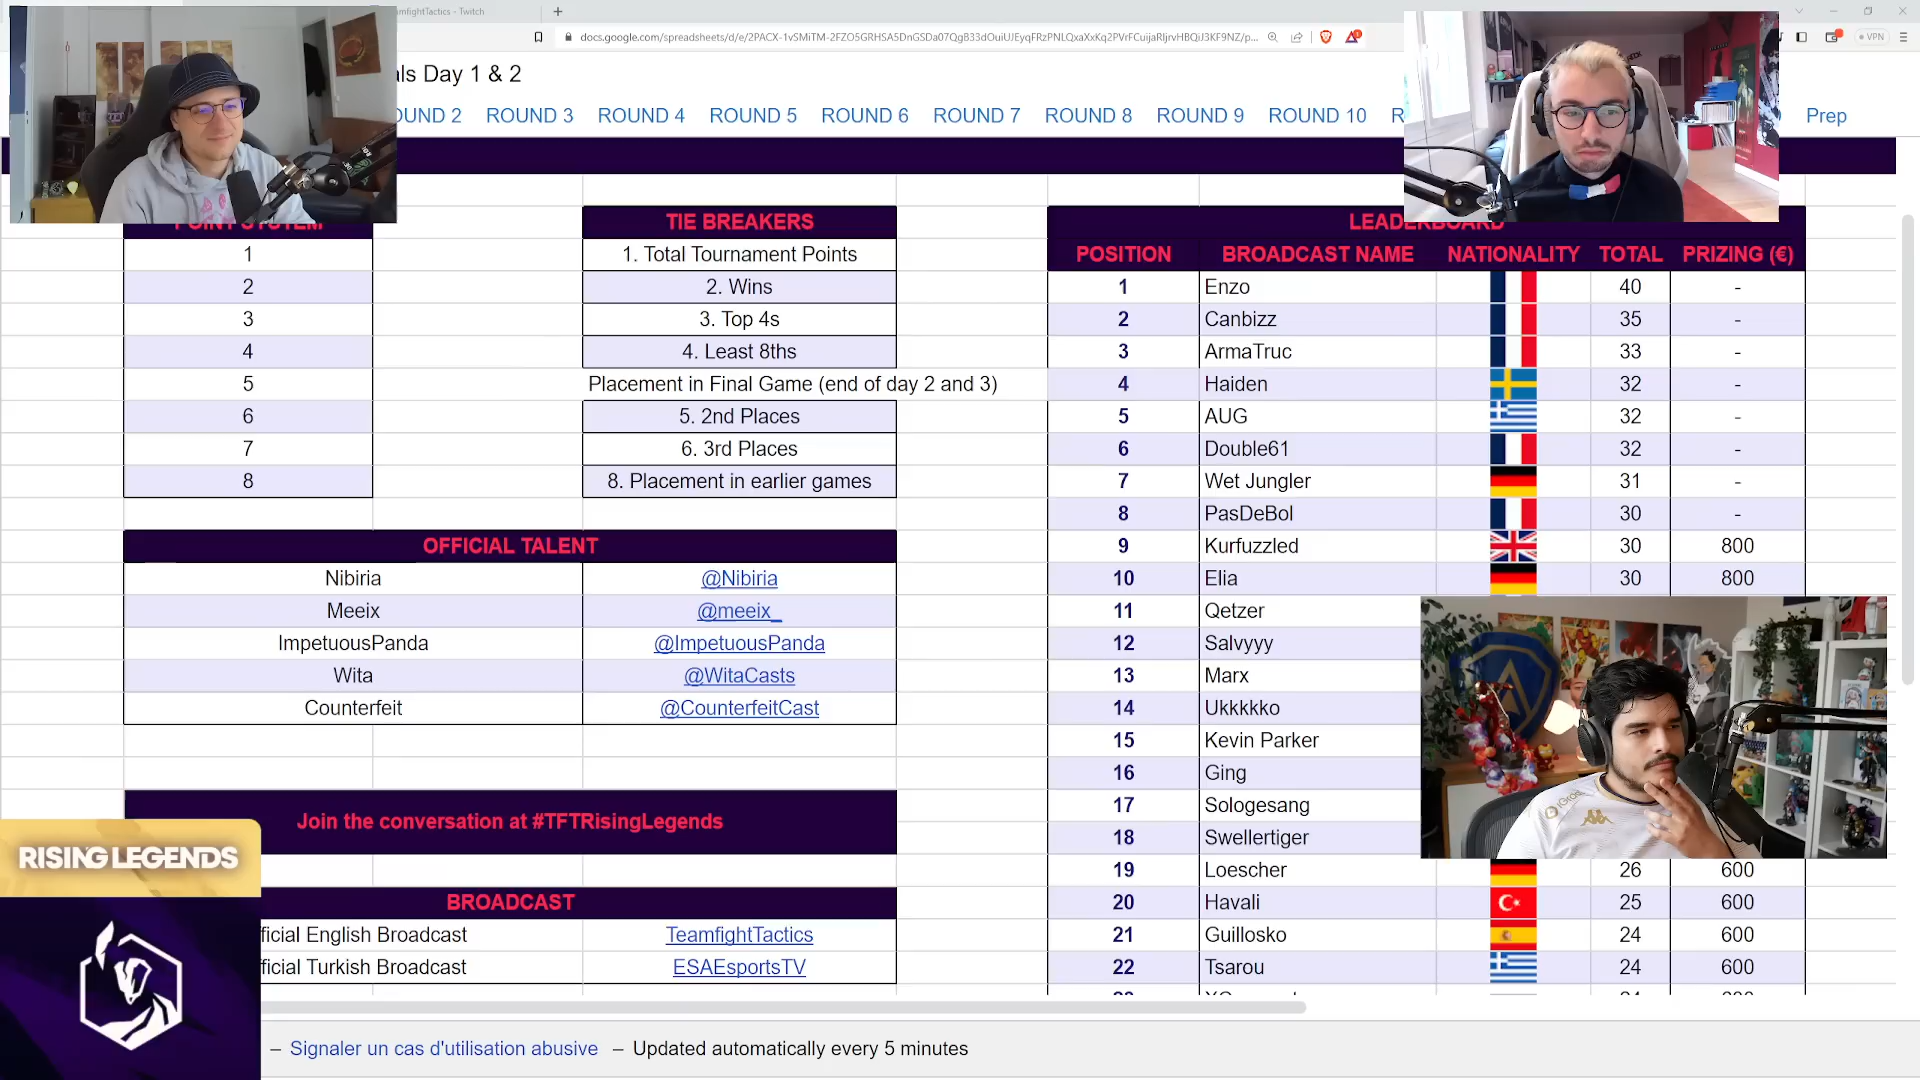 amfightTactics - Twitch
docs.google.com/spreadsheets/d/e/2PACX-1vSMiTM-2FZO5GRHSA5DnGSDa07QgB33dOuiUJEyqFRzPNLQxaXxKq2PVrFCuijaRIjrvHBQiJ3KF9NZ/p...
VPN
ls Day 1 & 2
OUND 2 ROUND 3 ROUND 4 ROUND 5 ROUND 6 ROUND 7 ROUND 8 ROUND 9 ROUND 10 R Prep
POINT SYSTEM
1
2
3
4
5
6
7
8
TIE BREAKERS
1. Total Tournament Points
2. Wins
3. Top 4s
4. Least 8ths
Placement in Final Game (end of day 2 and 3)
5. 2nd Places
6. 3rd Places
8. Placement in earlier games
OFFICIAL TALENT
Nibiria @Nibiria
Meeix @meeix_
ImpetuousPanda @ImpetuousPanda
Wita @WitaCasts
Counterfeit @CounterfeitCast
Join the conversation at #TFTRisingLegends
BROADCAST
fficial English Broadcast TeamfightTactics
fficial Turkish Broadcast ESAEsportsTV
LEADERBOARD
POSITION BROADCAST NAME NATIONALITY TOTAL PRIZING (€)
1 Enzo 40 -
2 Canbizz 35 -
3 ArmaTruc 33 -
4 Haiden 32 -
5 AUG 32 -
6 Double61 32 -
7 Wet Jungler 31 -
8 PasDeBol 30 -
9 Kurfuzzled 30 800
10 Elia 30 800
11 Qetzer
12 Salvyyy
13 Marx
14 Ukkkkko
15 Kevin Parker
16 Ging
17 Sologesang
18 Swellertiger
19 Loescher 26 600
20 Havali 25 600
21 Guillosko 24 600
22 Tsarou 24 600
RISING LEGENDS
– Signaler un cas d'utilisation abusive – Updated automatically every 5 minutes